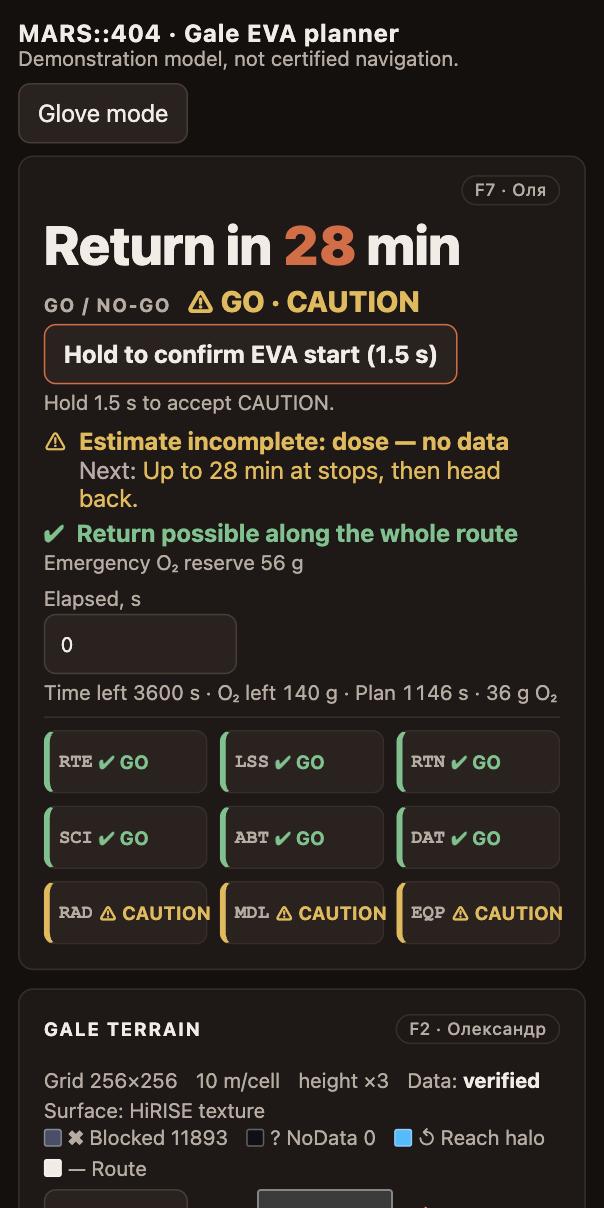 MARS::404 · Gale EVA planner
Demonstration model, not certified navigation.
Glove mode
F7 · Оля
Return in 28 min
GO / NO-GO ⚠ GO · CAUTION
Hold to confirm EVA start (1.5 s)
Hold 1.5 s to accept CAUTION.
⚠ Estimate incomplete: dose — no data
Next: Up to 28 min at stops, then head
back.
✔ Return possible along the whole route
Emergency O₂ reserve 56 g
Elapsed, s
0
Time left 3600 s · O₂ left 140 g · Plan 1146 s · 36 g O₂
RTE ✔ GO LSS ✔ GO RTN ✔ GO
SCI ✔ GO ABT ✔ GO DAT ✔ GO
RAD ⚠ CAUTION MDL ⚠ CAUTION EQP ⚠ CAUTION
GALE TERRAIN F2 · Олександр
Grid 256×256 10 m/cell height ×3 Data: verified
Surface: HiRISE texture
✖ Blocked 11893 ? NoData 0 ↺ Reach halo
— Route